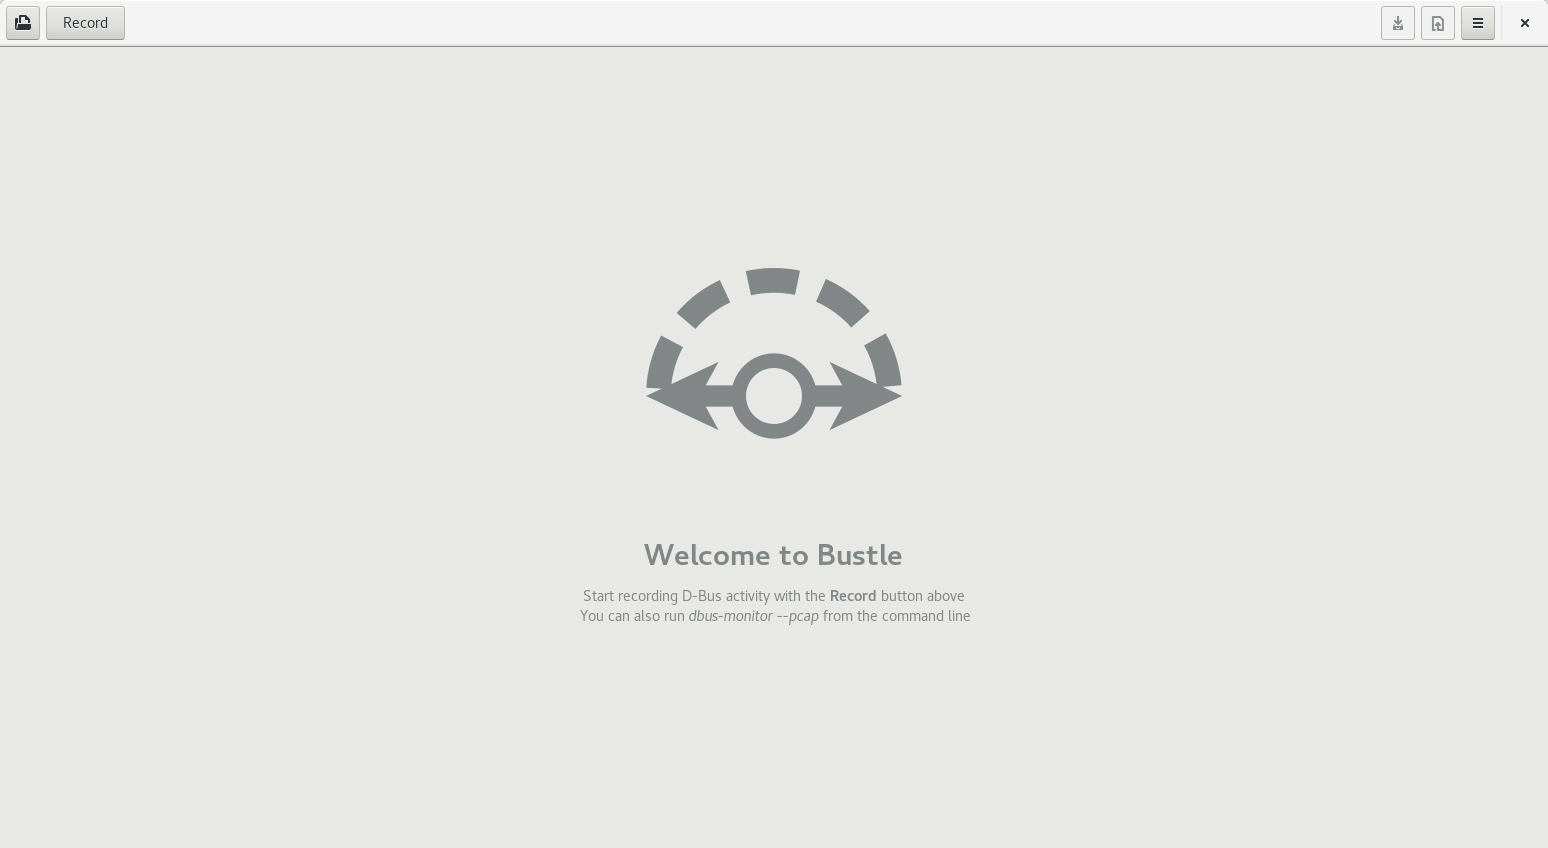 Record
Welcome to Bustle
Start recording D-Bus activity with the Record button above
You can also run dbus-monitor --pcap from the command line